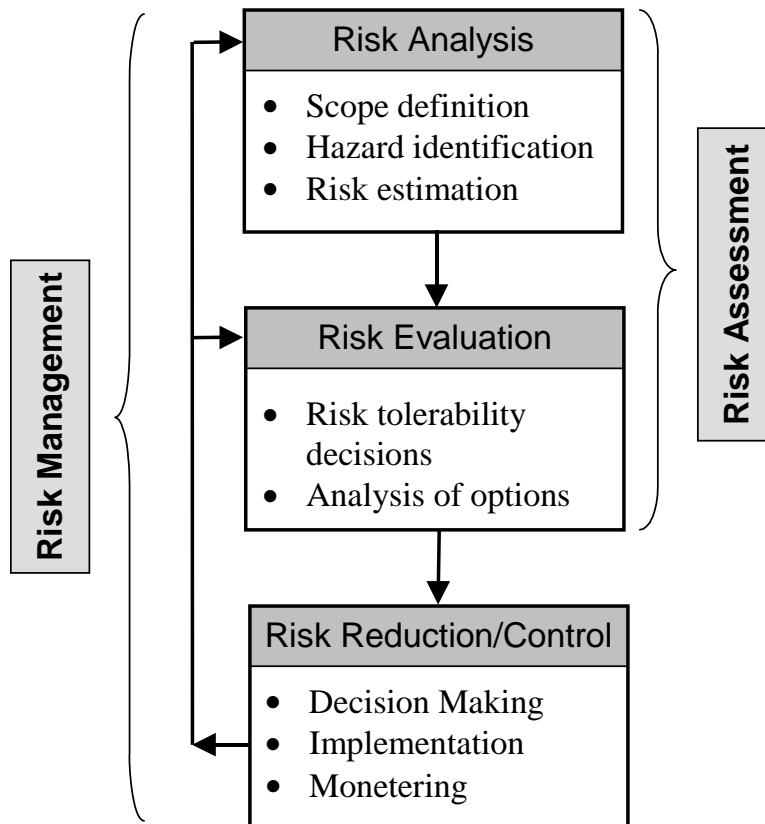 Risk Analysis
• Scope definition
• Hazard identification
• Risk estimation
Risk Evaluation
• Risk tolerability
decisions
• Analysis of options
Risk Reduction/Control
• Decision Making
• Implementation
• Monetering
Risk Management
Risk Assessment